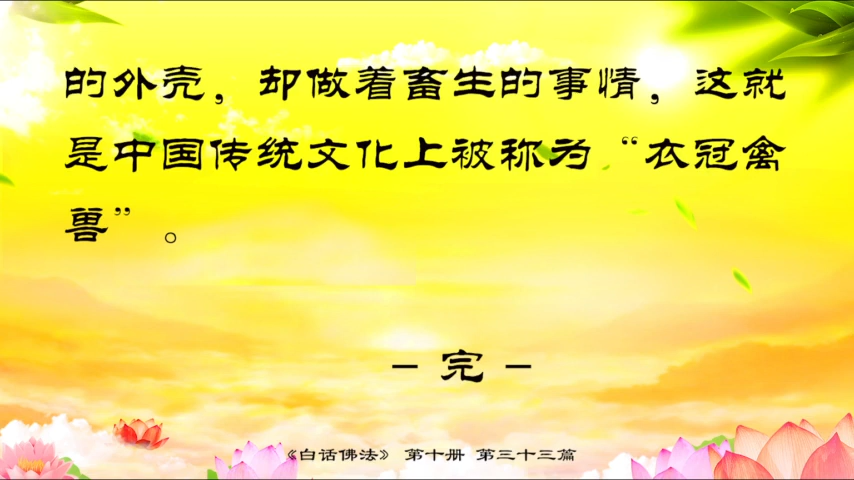 的外壳，却做着畜生的事情，这就
是中国传统文化上被称为“衣冠禽
兽”。
– 完 –
《白话佛法》 第十册 第三十三篇